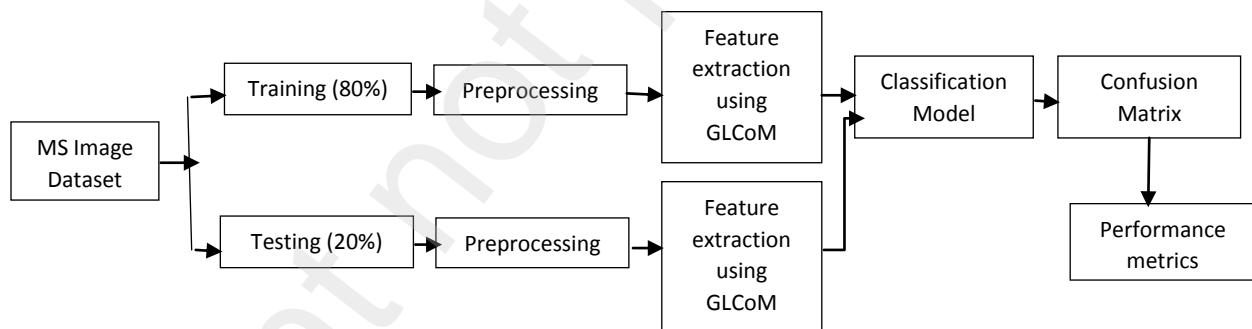 MS Image
Dataset
Training (80%)
Preprocessing
Feature
extraction
using
GLCoM
Testing (20%)
Preprocessing
Feature
extraction
using
GLCoM
Classification
Model
Confusion
Matrix
Performance
metrics
not